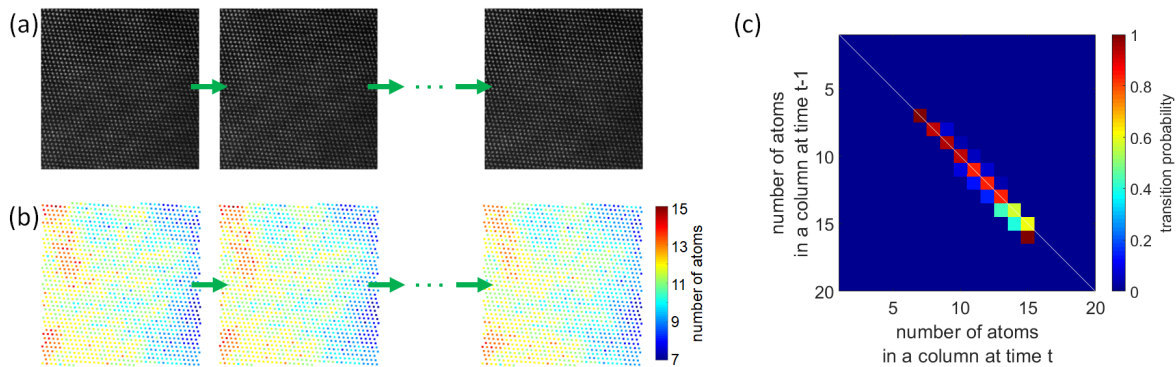 (a)
(b)
15
13
11
9
7
number of atoms
(c)
number of atoms
in a column at time t-1
5
10
15
20
5
10
15
20
number of atoms
in a column at time t
1
0.8
0.6
0.4
0.2
0
transition probability